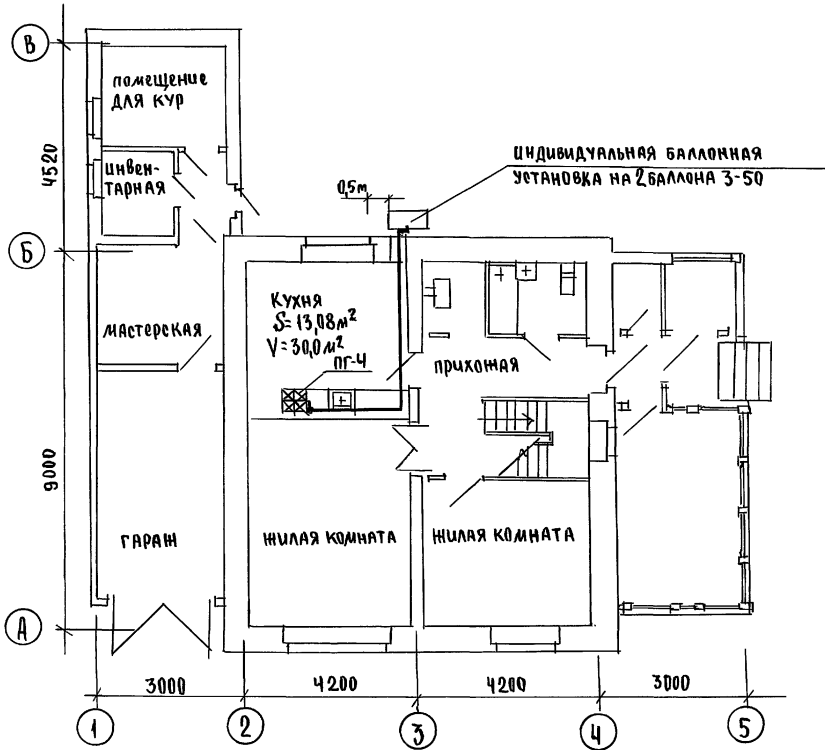 В
ПОМЕЩЕНИЕ
ДЛЯ КУР
4520
ИНВЕН-
ТАРНАЯ
0,5м
ИНДИВИДУАЛЬНАЯ БАЛЛОННАЯ
УСТАНОВКА НА 2 БАЛЛОНА 3-50
Б
МАСТЕРСКАЯ
КУХНЯ
S=13,08м²
V=30,0м²
ПГ-4
ПРИХОЖАЯ
9000
ГАРАЖ
ЖИЛАЯ КОМНАТА
ЖИЛАЯ КОМНАТА
А
3000
4200
4200
3000
1
2
3
4
5